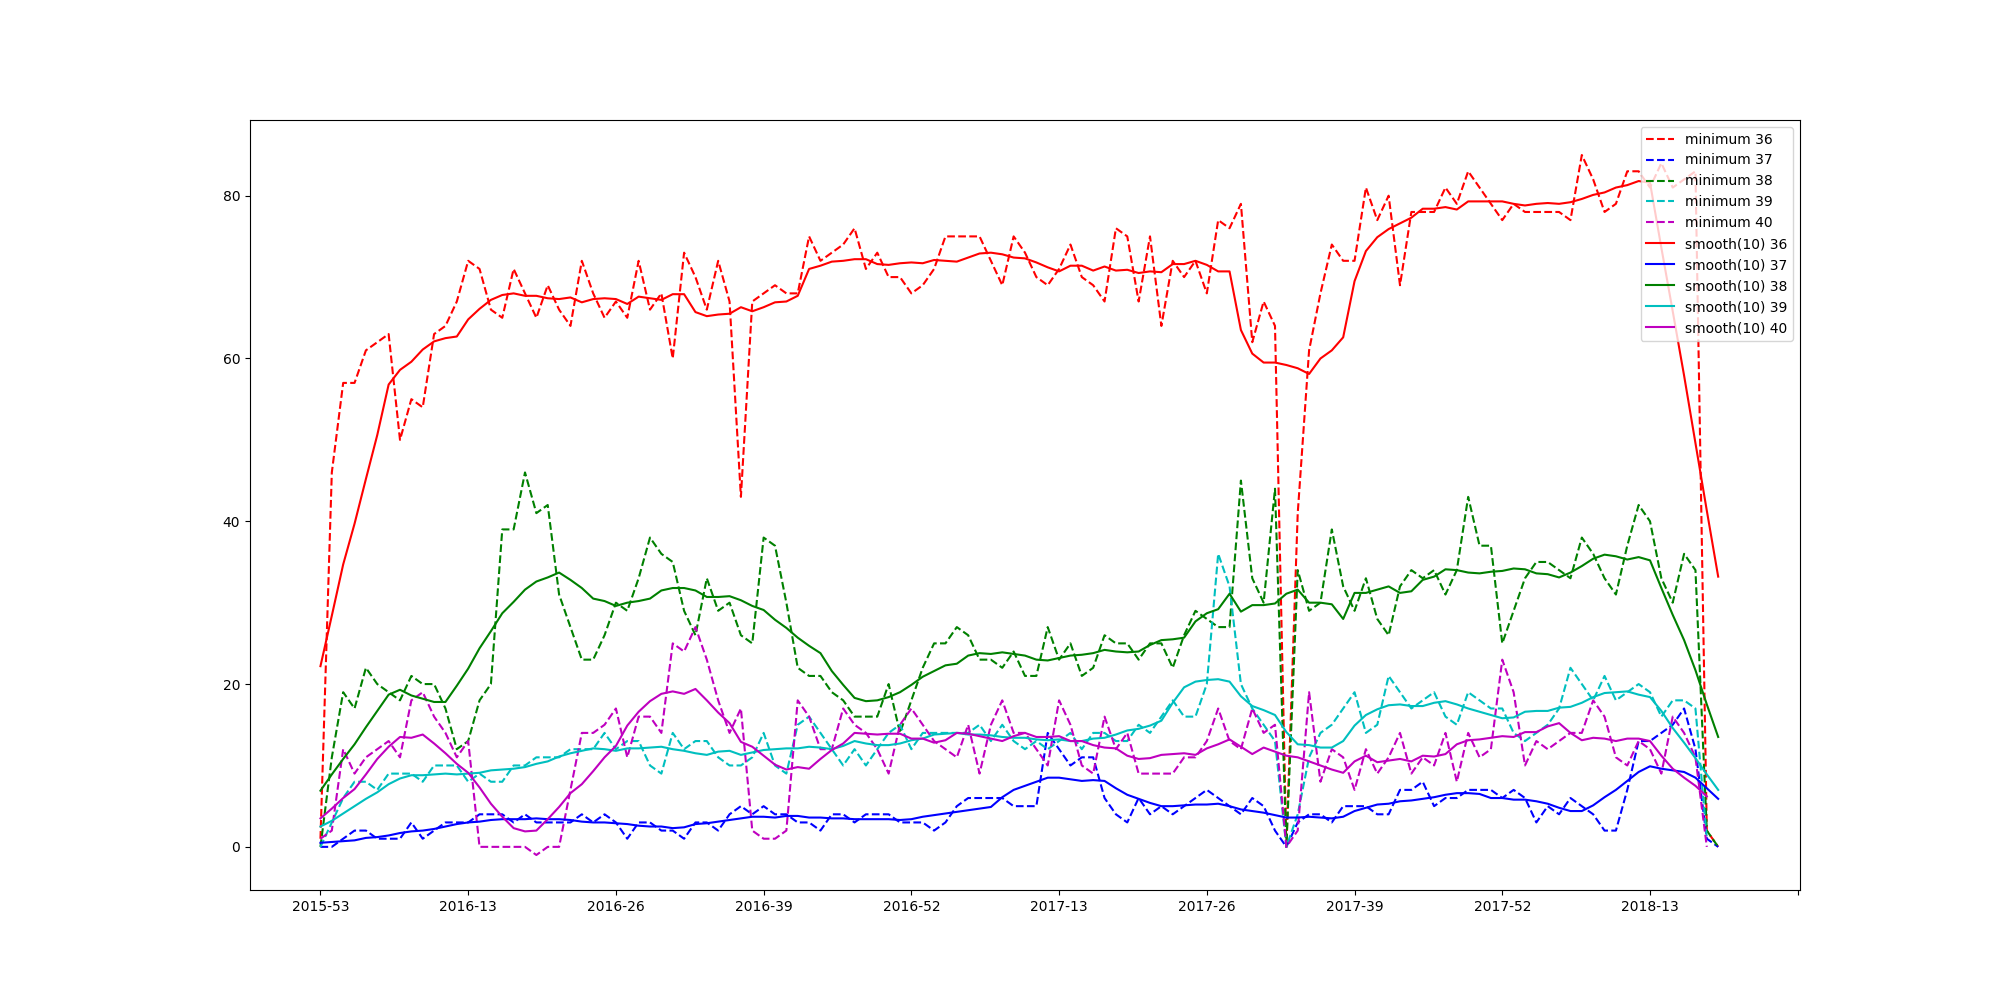 minimum 36
minimum 37
minimum 38
minimum 39
minimum 40
smooth(10) 36
smooth(10) 37
smooth(10) 38
smooth(10) 39
smooth(10) 40
80
60
40
20
0
2015-53 2016-13 2016-26 2016-39 2016-52 2017-13 2017-26 2017-39 2017-52 2018-13